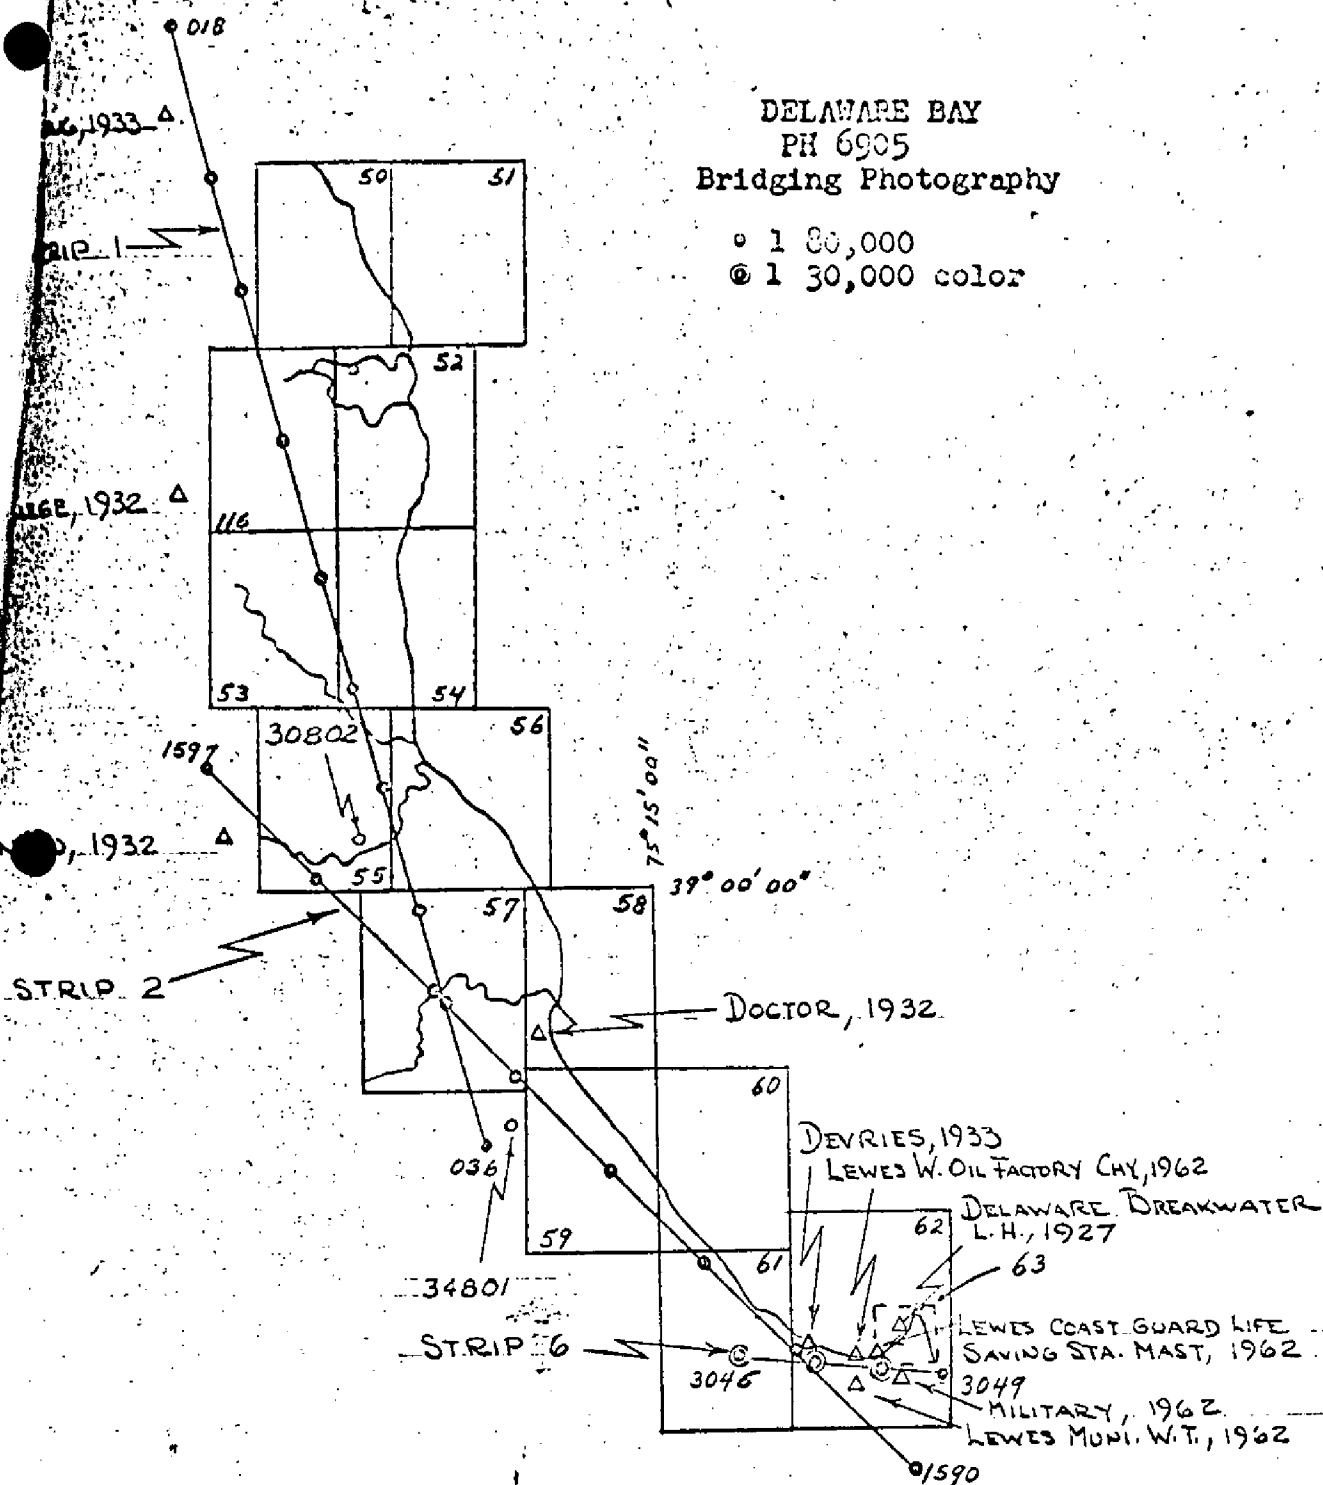 018
1933
DELAWARE BAY
PH 6905
Bridging Photography
1 80,000
1 30,000 color
50
51
1
52
1932
116
53
54
30802
56
1597
75° 15' 00"
1932
55
39° 00' 00"
57
58
STRIP 2
DOCTOR, 1932
60
036
DEVRIES, 1933
LEWES W. OIL FACTORY CHY, 1962
DELAWARE BREAKWATER
L.H., 1927
62
59
61
63
34801
STRIP 6
LEWES COAST GUARD LIFE
SAVING STA. MAST, 1962
3046
3049
MILITARY, 1962
LEWES MUNI. W.T., 1962
1590